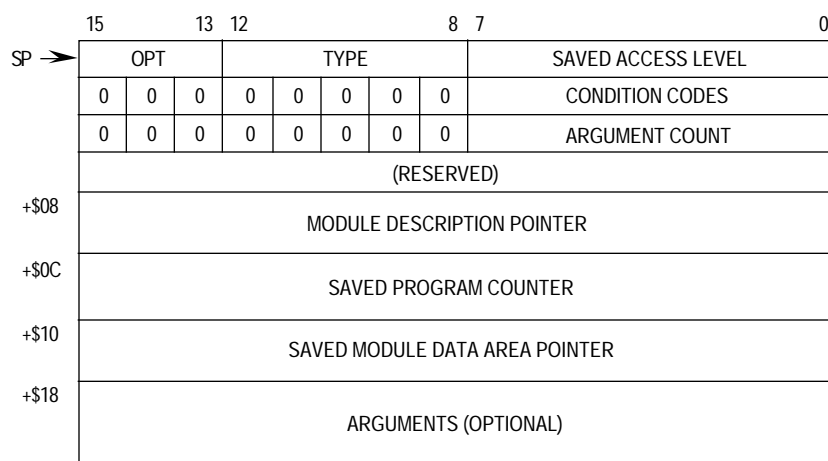 15 13 12 8 7 0
SP OPT TYPE SAVED ACCESS LEVEL
0 0 0 0 0 0 0 0 CONDITION CODES
0 0 0 0 0 0 0 0 ARGUMENT COUNT
(RESERVED)
+$08
MODULE DESCRIPTION POINTER
+$0C
SAVED PROGRAM COUNTER
+$10
SAVED MODULE DATA AREA POINTER
+$18
ARGUMENTS (OPTIONAL)